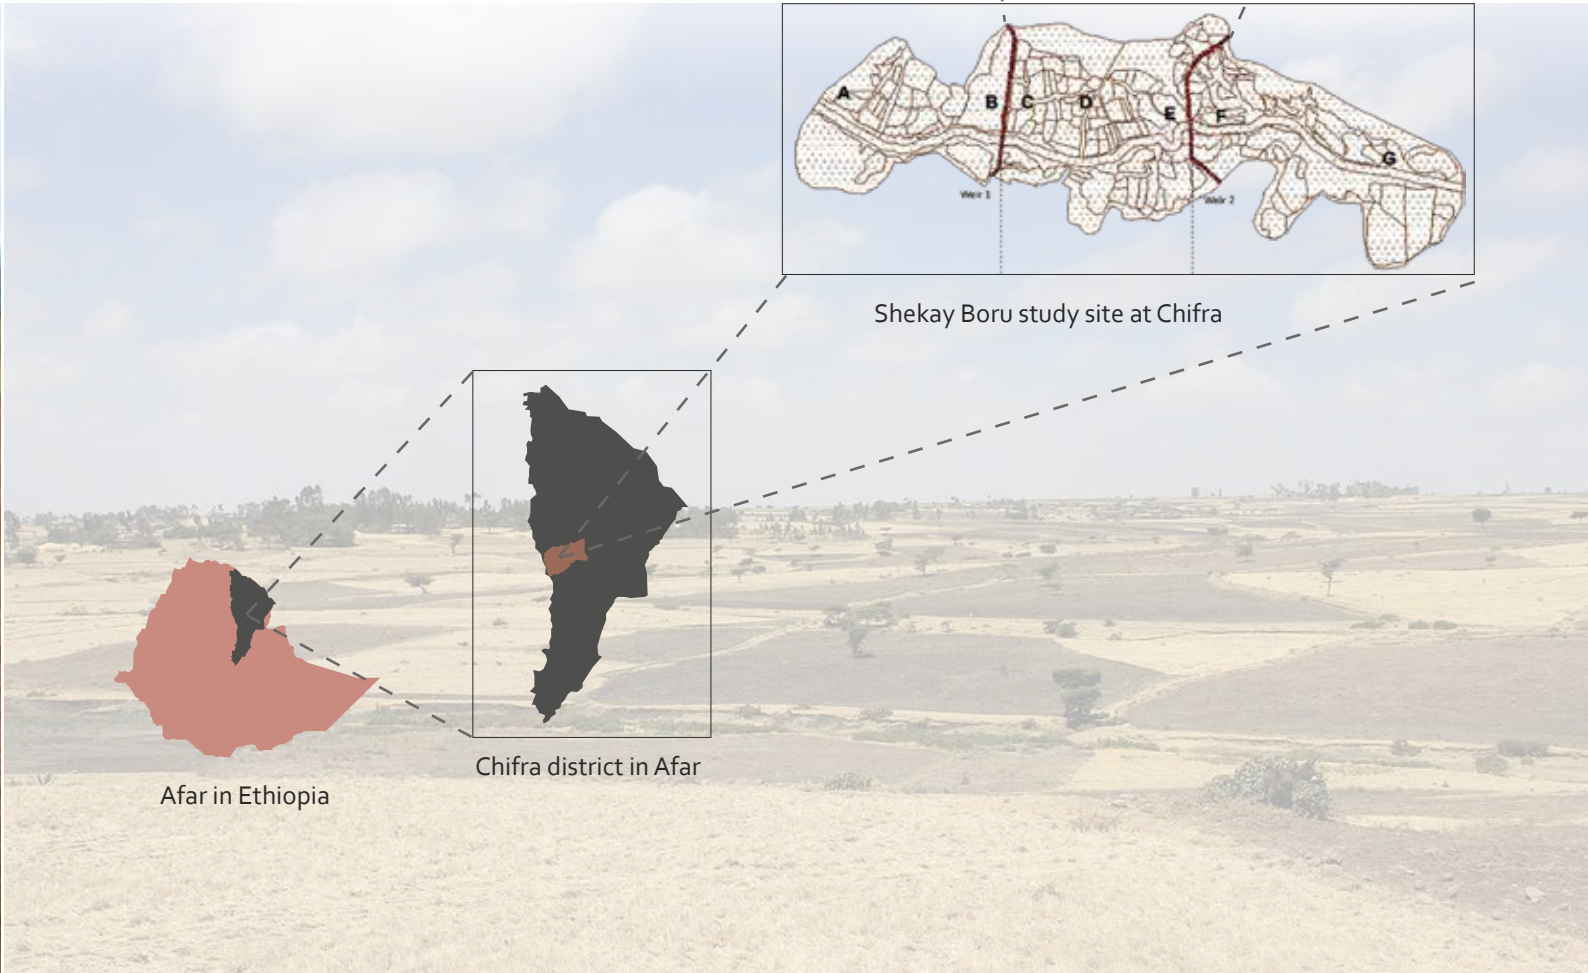 A
B
C
D
E
F
G
Weir 1
Weir 2
Shekay Boru study site at Chifra
Chifra district in Afar
Afar in Ethiopia